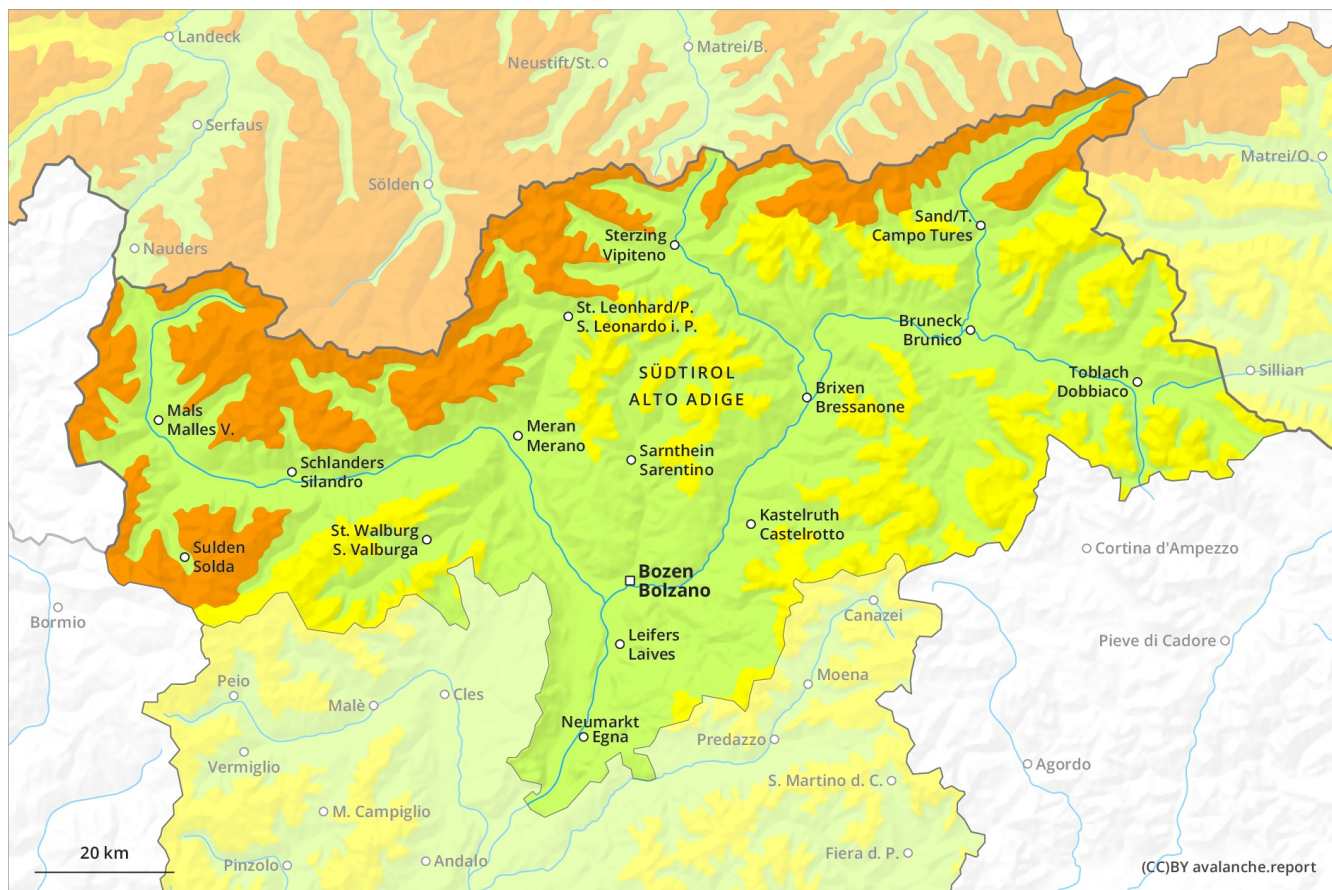 Landeck
Matrei/B.
Neustift/St.
Serfaus
Matrei/O.
Sölden
Sand/T.
Campo Tures
Sterzing
Vipiteno
Nauders
St. Leonhard/P.
S. Leonardo i. P.
Bruneck
Brunico
SÜDTIROL
ALTO ADIGE
Toblach
Dobbiaco
Sillian
Brixen
Bressanone
Mals
Malles V.
Meran
Merano
Schlanders
Silandro
Sarnthein
Sarentino
Kastelruth
Castelrotto
St. Walburg
S. Valburga
Sulden
Solda
Cortina d'Ampezzo
Bozen
Bolzano
Bormio
Canazei
Leifers
Laives
Pieve di Cadore
Peio
Moena
Malè
Cles
Neumarkt
Egna
Predazzo
Vermiglio
Agordo
S. Martino d. C.
M. Campiglio
20 km
Pinzolo
Andalo
Fiera d. P.
(CC)BY avalanche.report